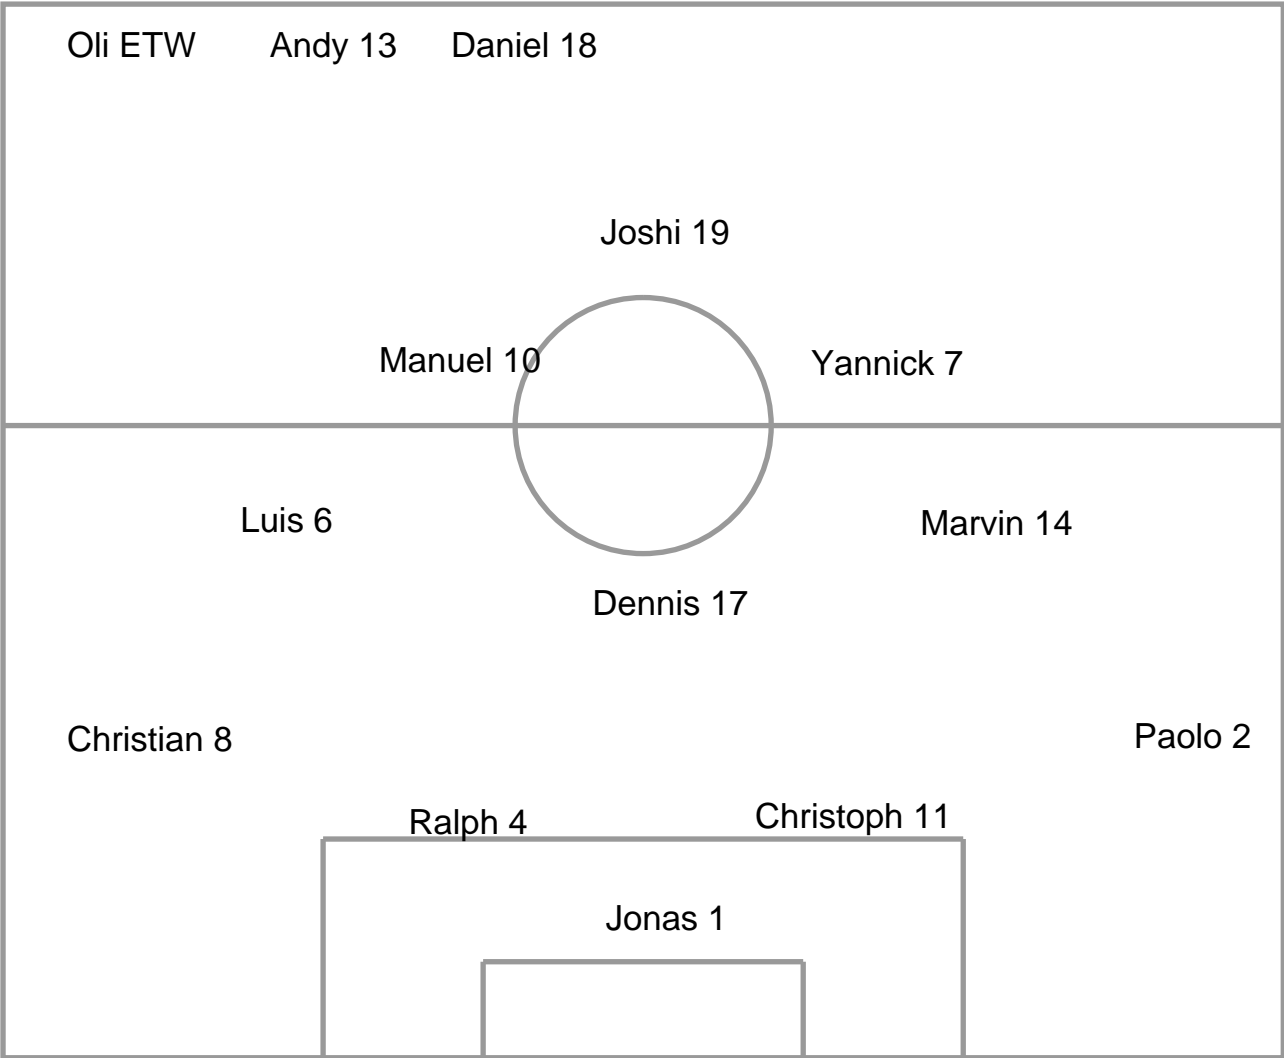 Oli ETW Andy 13 Daniel 18
Joshi 19
Manuel 10 Yannick 7
Luis 6 Marvin 14
Dennis 17
Christian 8 Paolo 2
Ralph 4 Christoph 11
Jonas 1